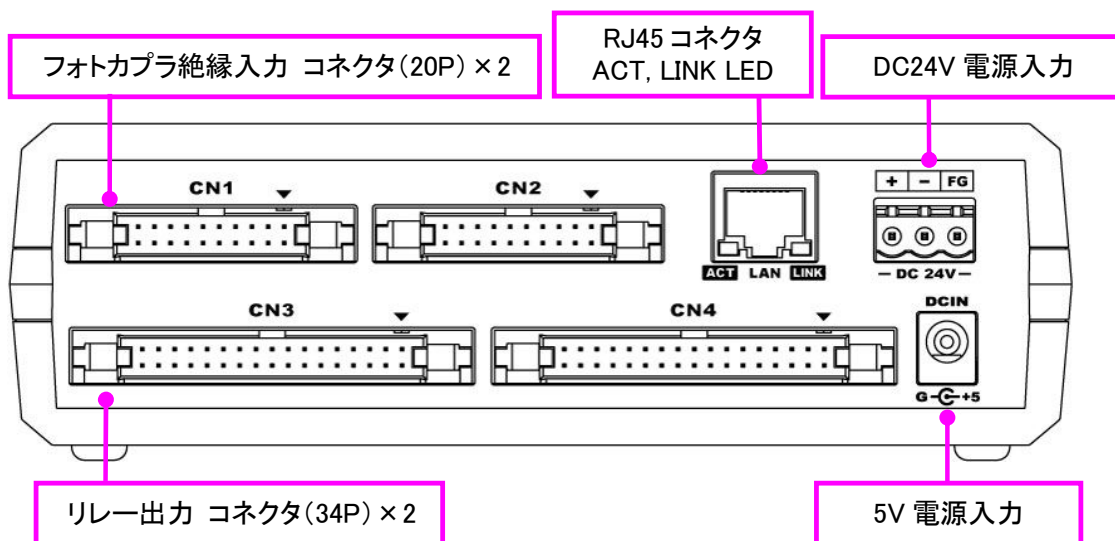 フォトカプラ絶縁入力 コネクタ(20P)×2
RJ45 コネクタ
ACT, LINK LED
DC24V 電源入力
CN1
CN2
+ − FG
ACT LAN LINK
− DC 24V −
CN3
CN4
DCIN
G +5
リレー出力 コネクタ(34P)×2
5V 電源入力